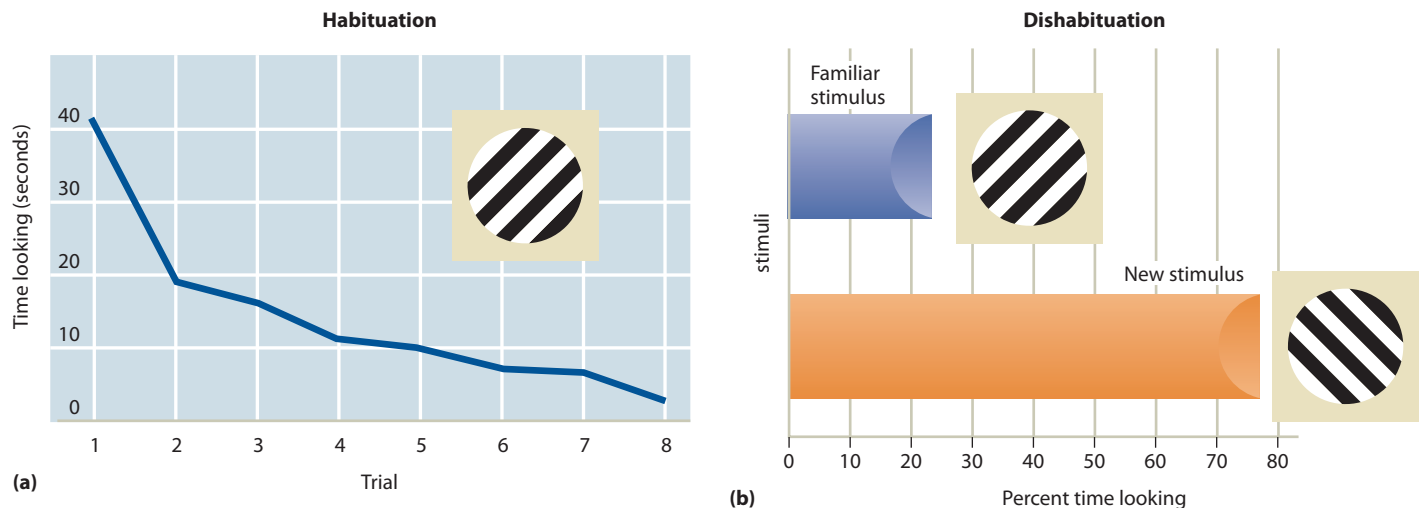 Habituation
Time looking (seconds)
40
30
20
10
0
1 2 3 4 5 6 7 8
Trial
(a)
Dishabituation
Familiar
stimulus
New stimulus
stimuli
0 10 20 30 40 50 60 70 80
Percent time looking
(b)